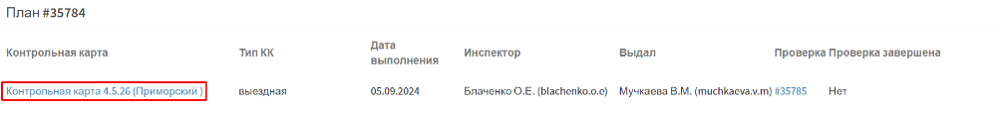 План #35784
Контрольная карта Тип КК Дата выполнения Инспектор Выдал Проверка Проверка завершена
Контрольная карта 4.5.26 (Приморский ) выездная 05.09.2024 Блаченко О.Е. (blachenko.o.e) Мучкаева В.М. (muchkaeva.v.m) #35785 Нет